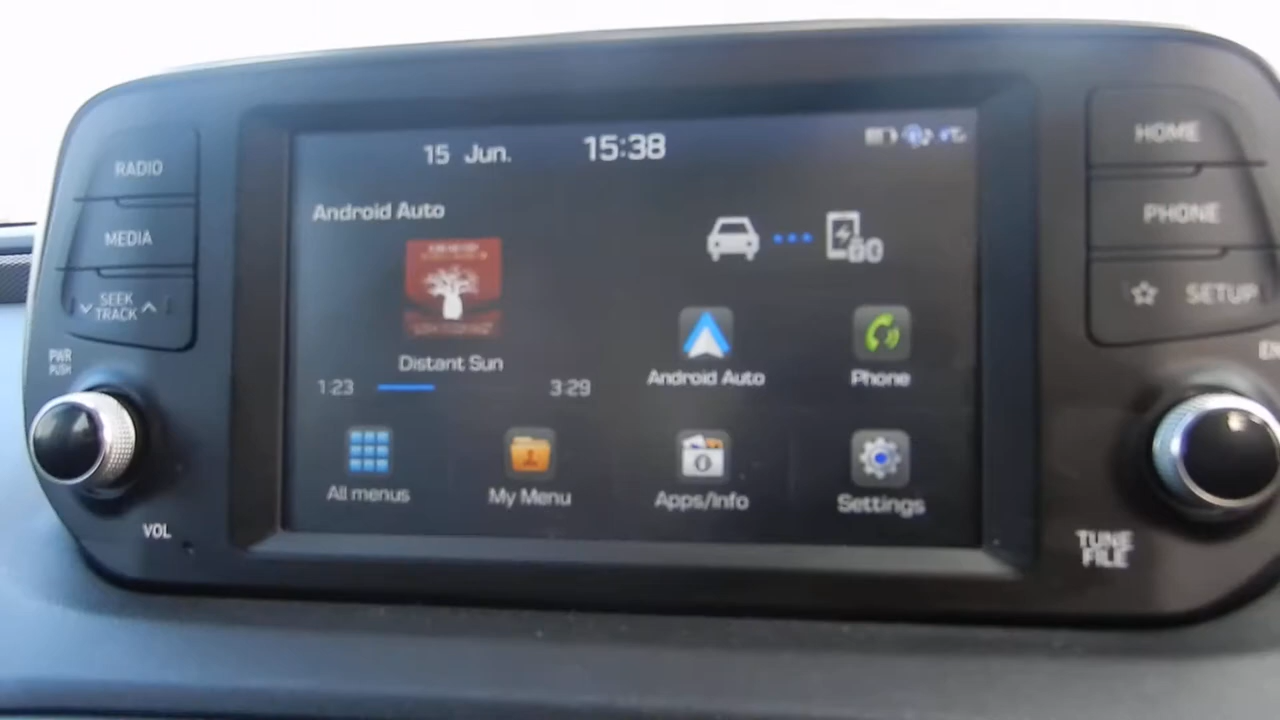 RADIO
MEDIA
SEEK
TRACK
PWR
PUSH
VOL
15 Jun. 15:38
Android Auto
Distant Sun
1:23 3:29
Android Auto
Phone
All menus
My Menu
Apps/Info
Settings
HOME
PHONE
SETUP
TUNE
FILE